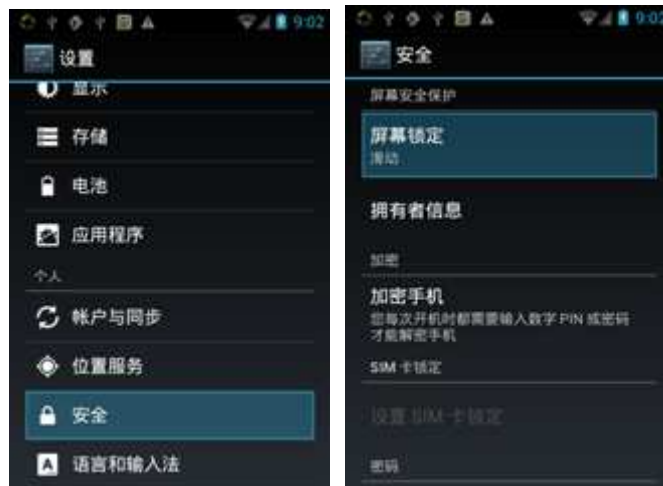 9:02
设置
显示
存储
电池
应用程序
个人
帐户与同步
位置服务
安全
语言和输入法
9:02
安全
屏幕安全保护
屏幕锁定
滑动
拥有者信息
加密
加密手机
您每次开机时都需要输入数字 PIN 或密码
才能解密手机
SIM 卡锁定
设置 SIM 卡锁定
密码